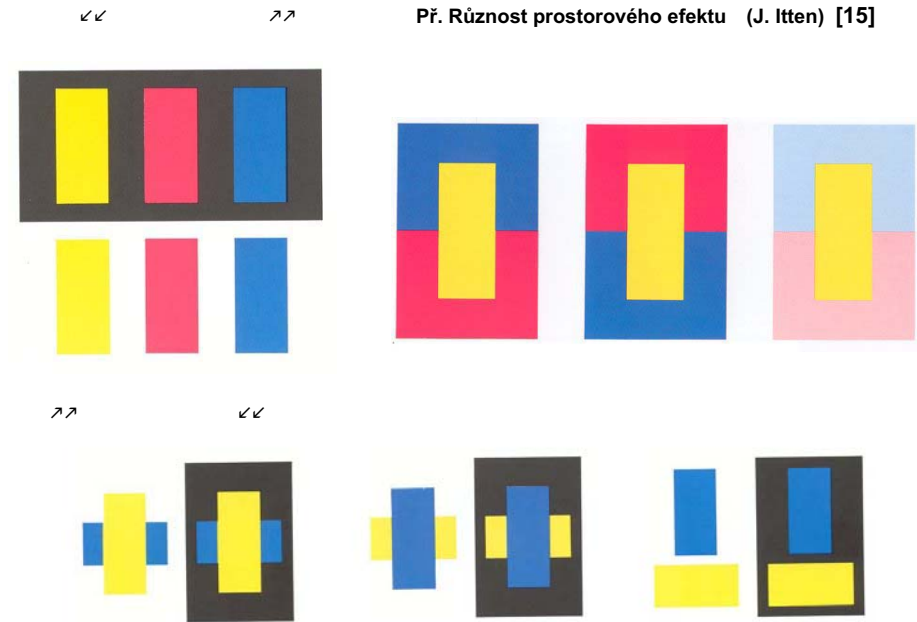 ↙↙ ↗↗ Př. Různost prostorového efektu (J. Itten) [15]
↗↗ ↙↙